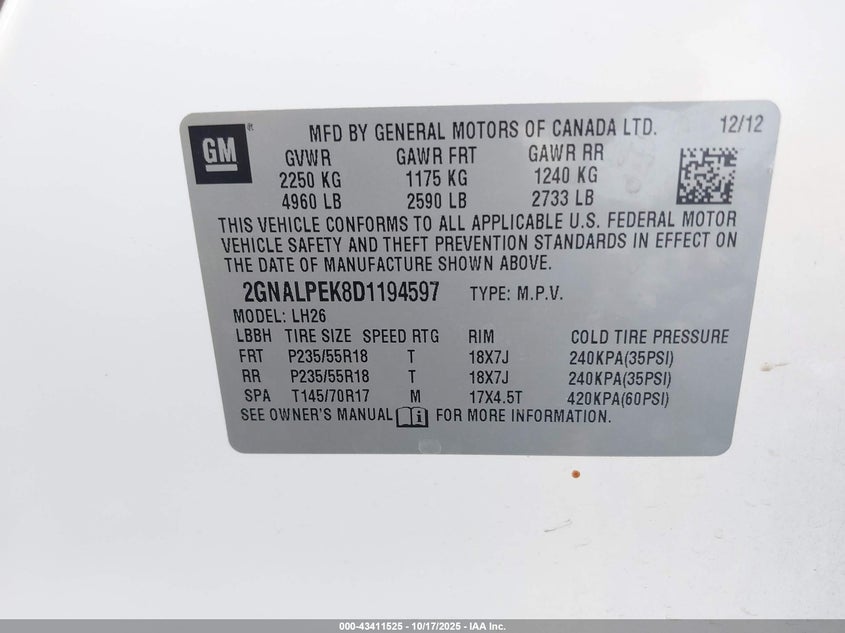 GM ®
MFD BY GENERAL MOTORS OF CANADA LTD. 12/12
GVWR GAWR FRT GAWR RR
2250 KG 1175 KG 1240 KG
4960 LB 2590 LB 2733 LB
THIS VEHICLE CONFORMS TO ALL APPLICABLE U.S. FEDERAL MOTOR
VEHICLE SAFETY AND THEFT PREVENTION STANDARDS IN EFFECT ON
THE DATE OF MANUFACTURE SHOWN ABOVE.
2GNALPEK8D1194597 TYPE: M.P.V.
MODEL: LH26
LBBH TIRE SIZE SPEED RTG RIM COLD TIRE PRESSURE
FRT P235/55R18 T 18X7J 240KPA(35PSI)
RR P235/55R18 T 18X7J 240KPA(35PSI)
SPA T145/70R17 M 17X4.5T 420KPA(60PSI)
SEE OWNER'S MANUAL i FOR MORE INFORMATION.
000-43411525 - 10/17/2025 - IAA Inc.